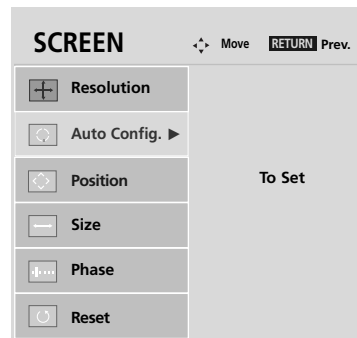 SCREEN Move RETURN Prev.
Resolution
Auto Config. ►
Position
To Set
Size
Phase
Reset